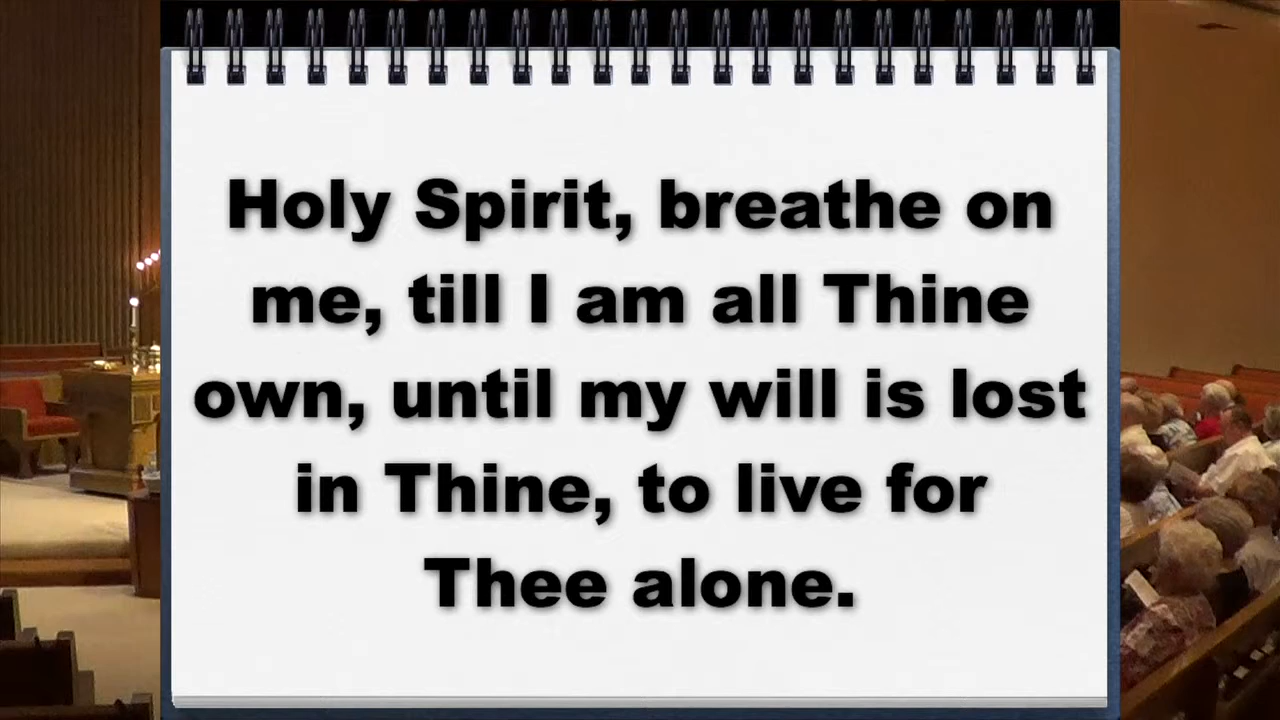 Holy Spirit, breathe on
me, till I am all Thine
own, until my will is lost
in Thine, to live for
Thee alone.